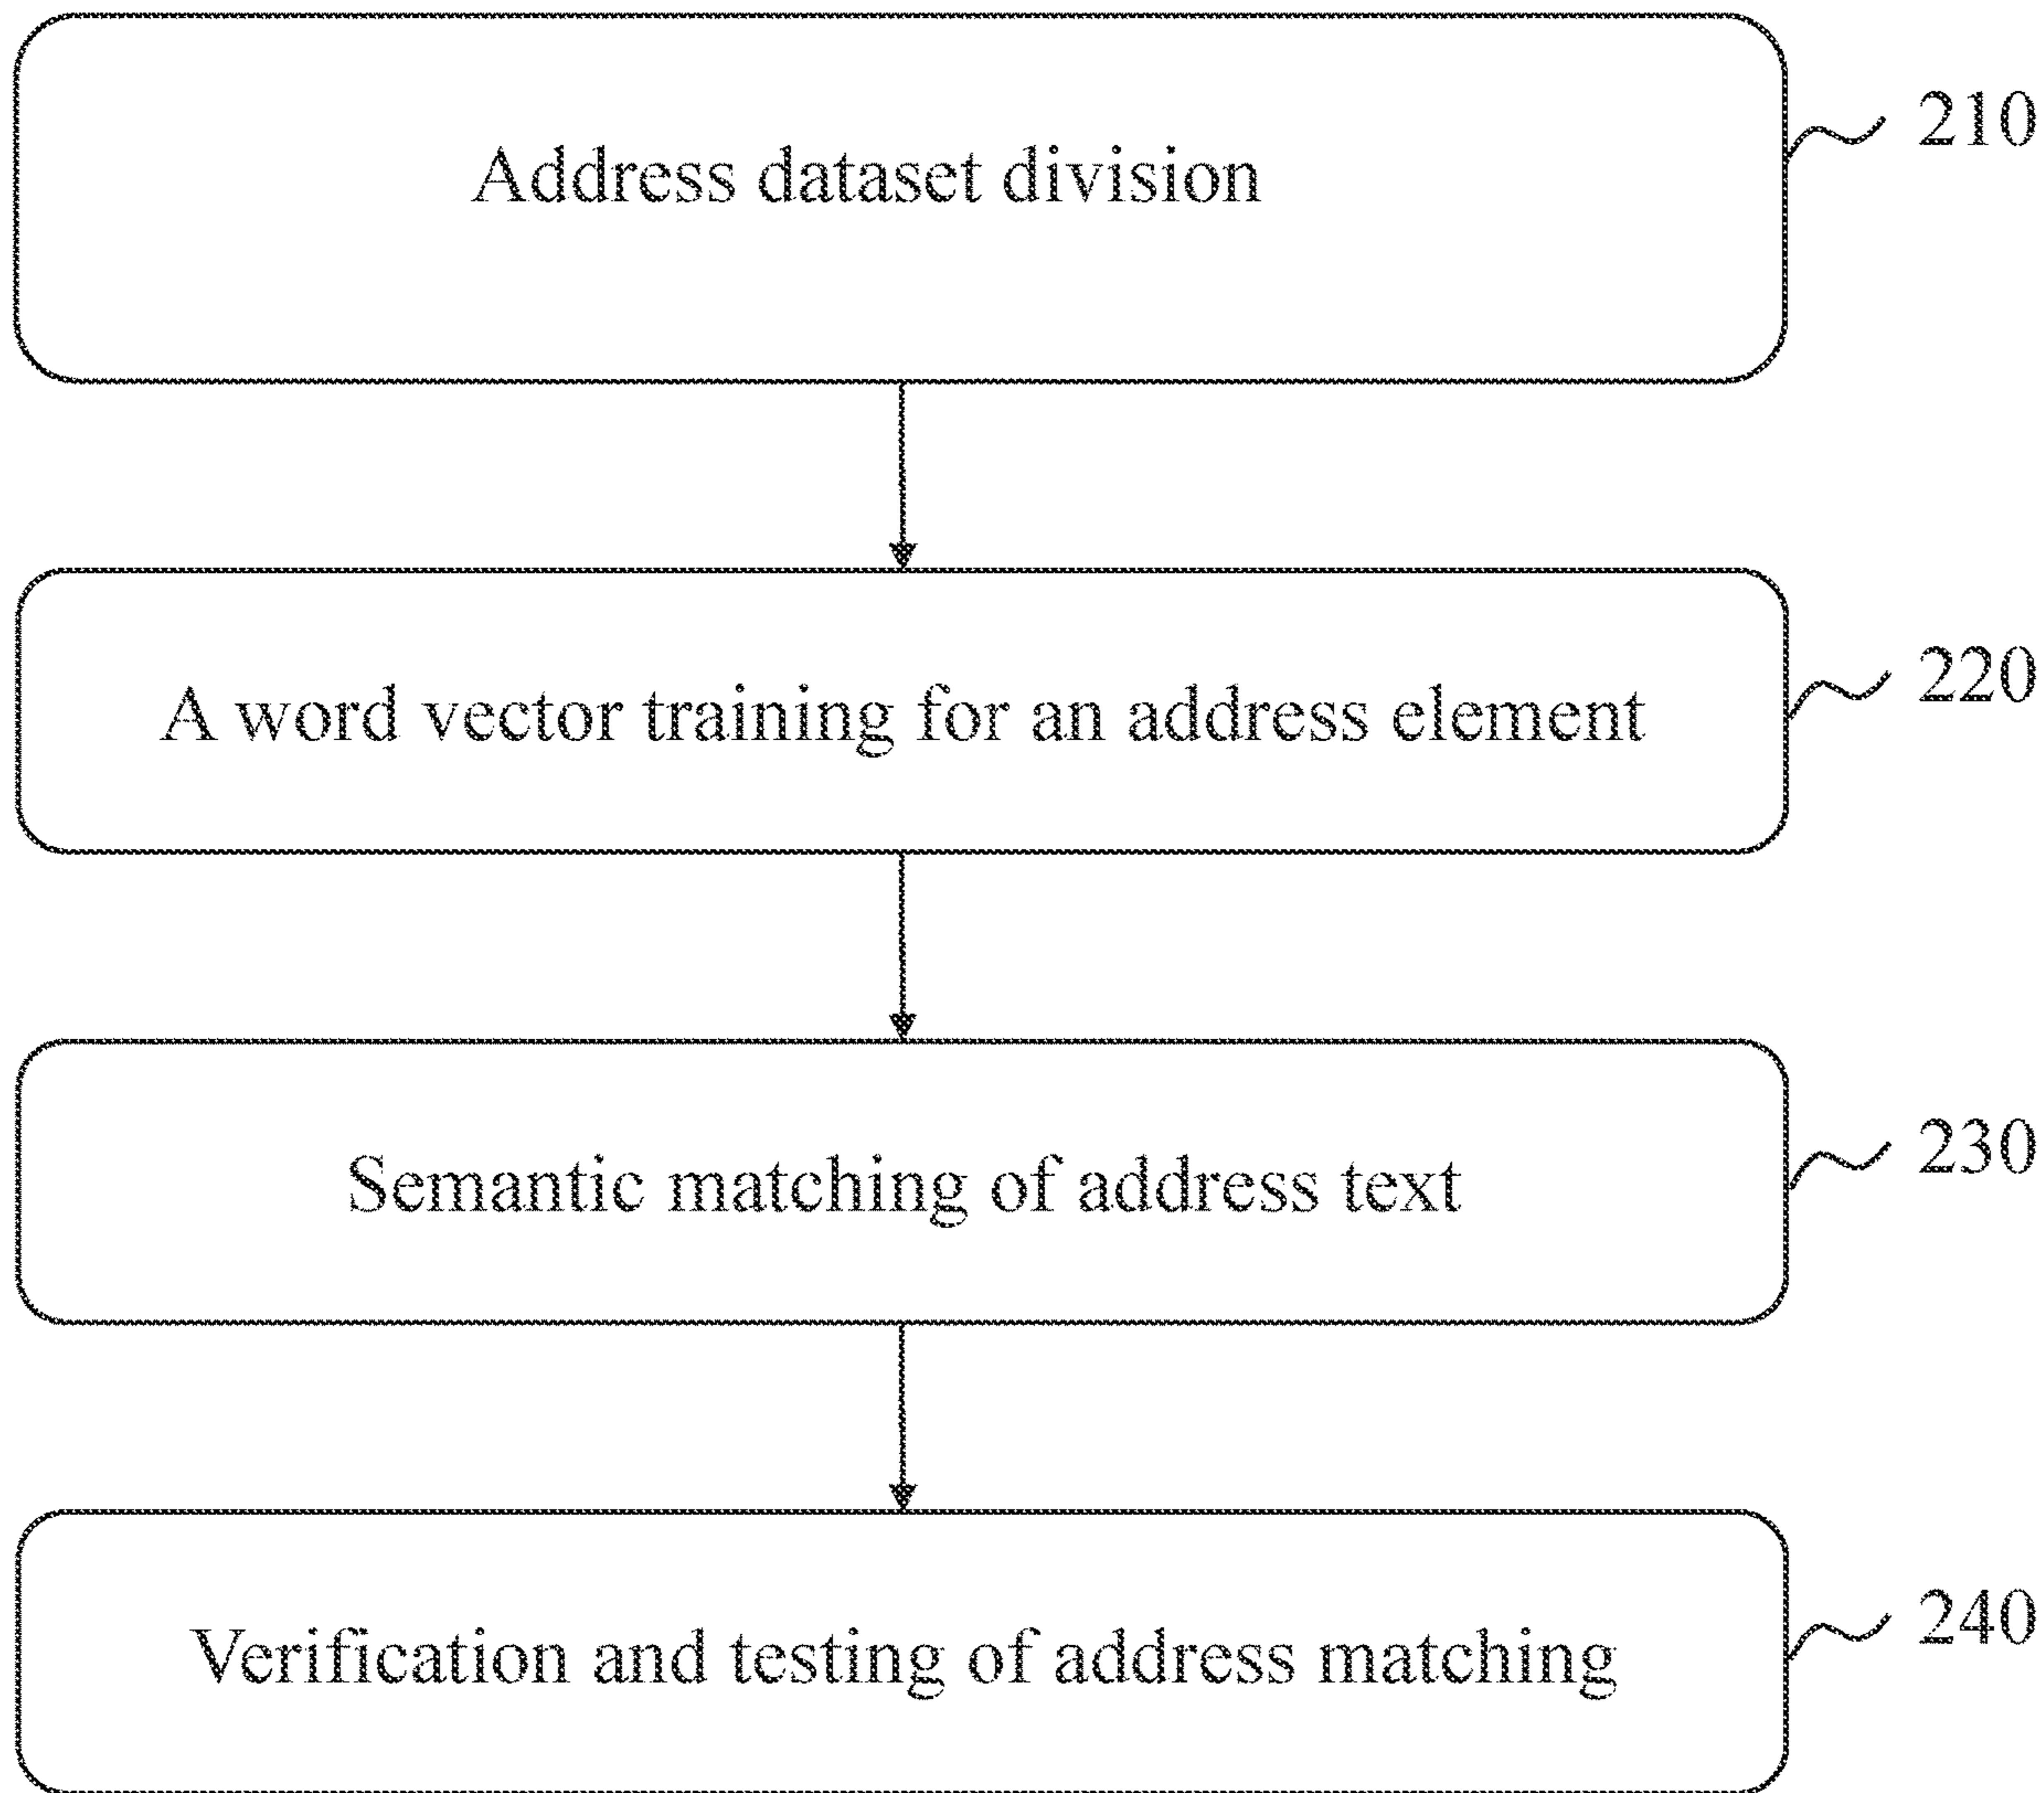 Address dataset division
210
A word vector training for an address element
220
Semantic matching of address text
230
Verification and testing of address matching
240